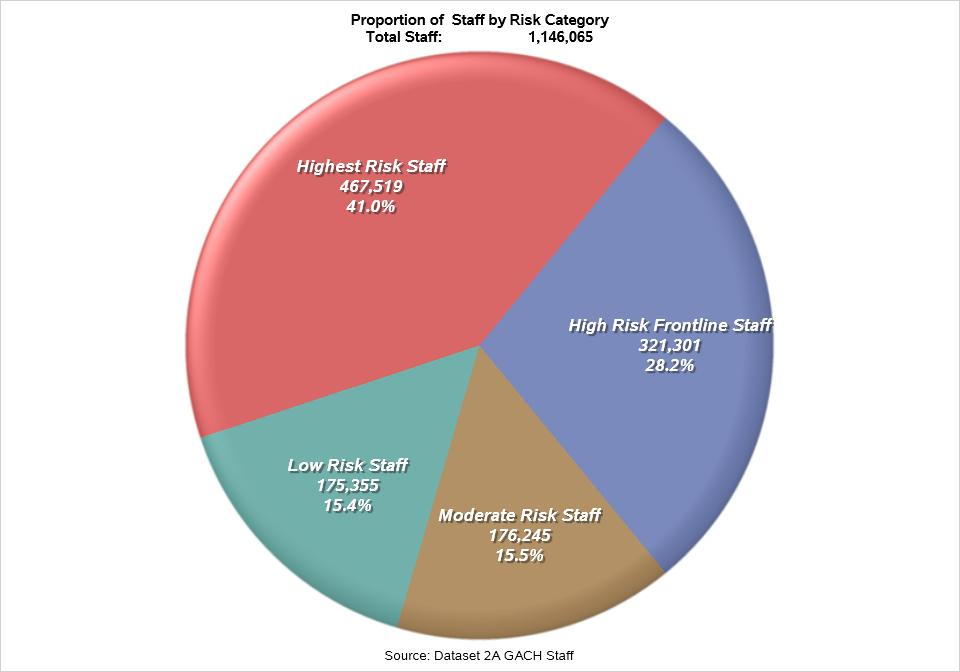 Proportion of  Staff by Risk Category
Total Staff: 1,146,065
Highest Risk Staff
467,519
41.0%
High Risk Frontline Staff
321,301
28.2%
Low Risk Staff
175,355
15.4%
Moderate Risk Staff
176,245
15.5%
Source: Dataset 2A GACH Staff